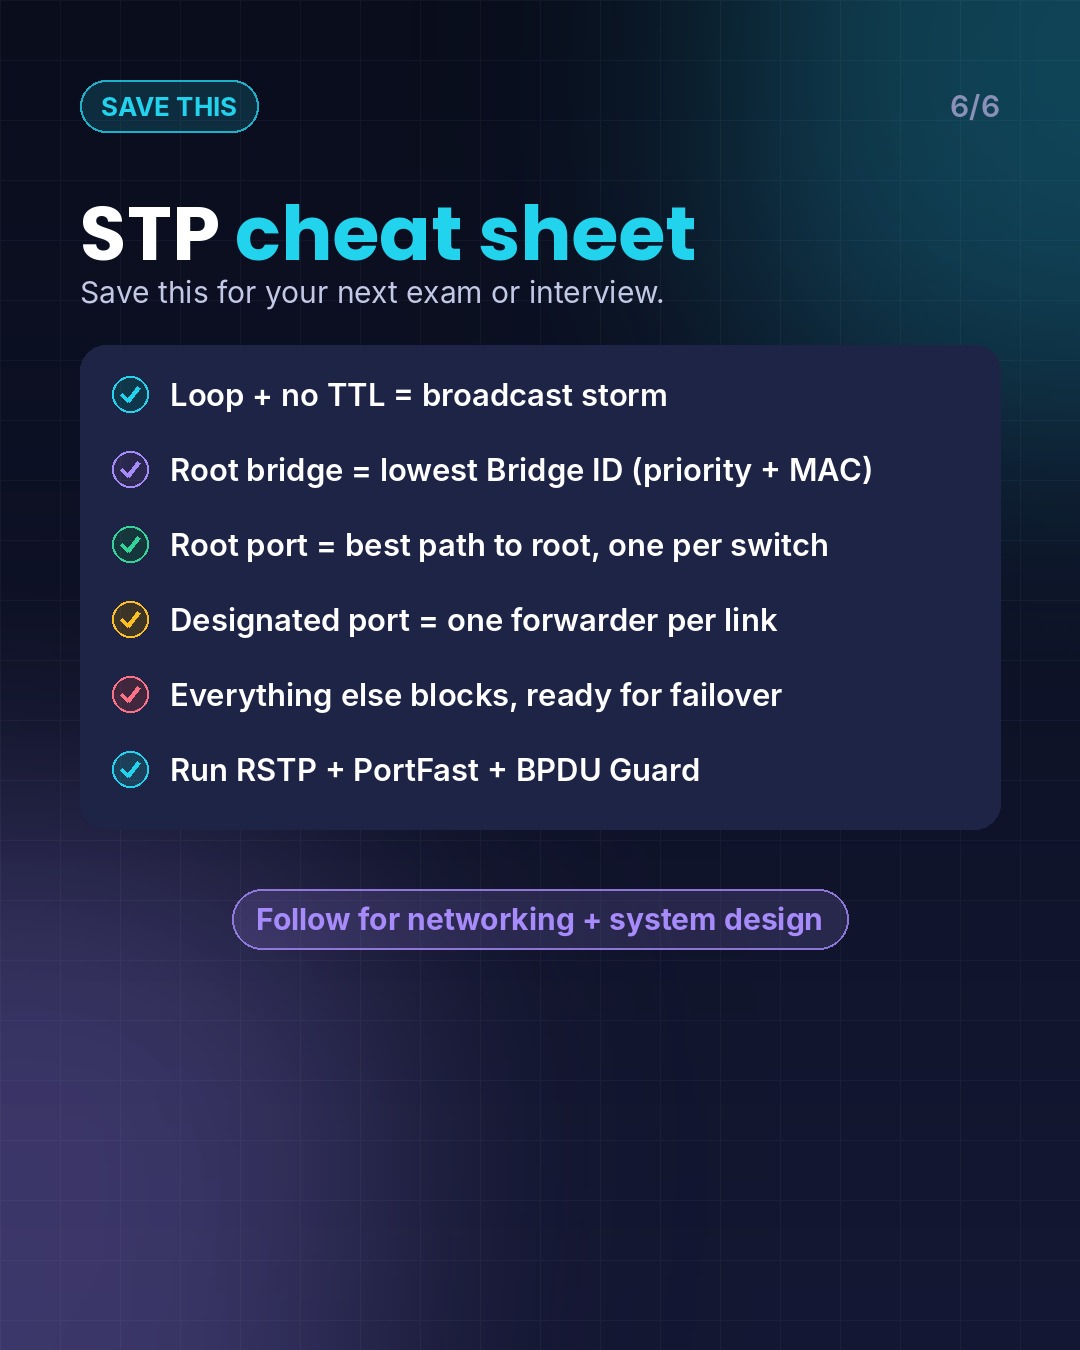 SAVE THIS
6/6
STP cheat sheet
Save this for your next exam or interview.
Loop + no TTL = broadcast storm
Root bridge = lowest Bridge ID (priority + MAC)
Root port = best path to root, one per switch
Designated port = one forwarder per link
Everything else blocks, ready for failover
Run RSTP + PortFast + BPDU Guard
Follow for networking + system design